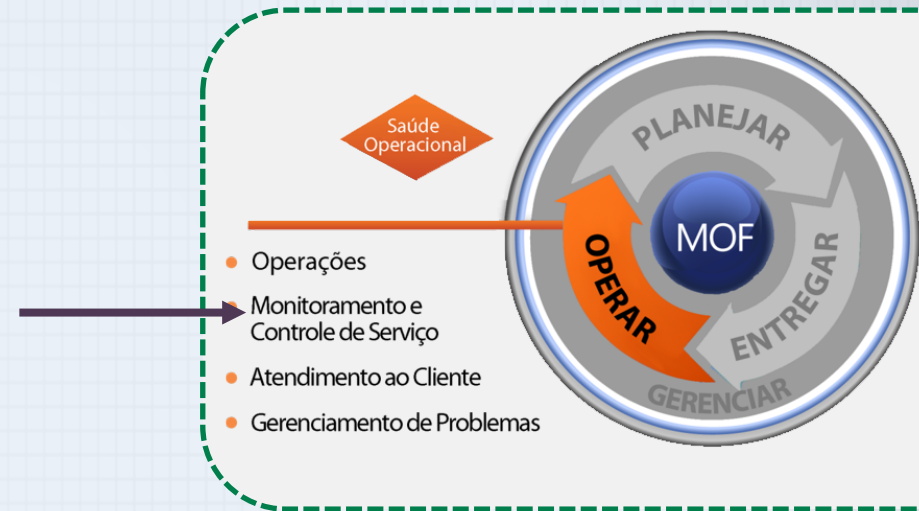 Saúde
Operacional
Operações
Monitoramento e
Controle de Serviço
Atendimento ao Cliente
Gerenciamento de Problemas
PLANEJAR
MOF
OPERAR
ENTREGAR
GERENCIAR